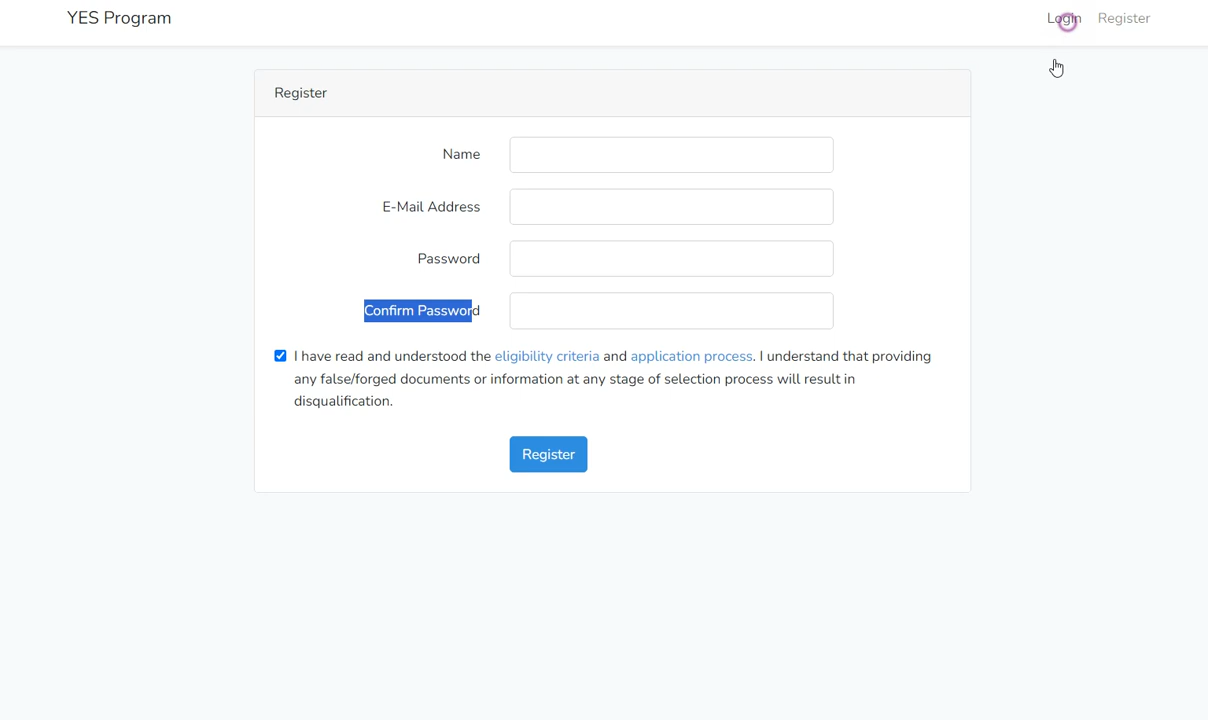 YES Program
Login Register
Register
Name
E-Mail Address
Password
Confirm Password
I have read and understood the eligibility criteria and application process. I understand that providing
any false/forged documents or information at any stage of selection process will result in
disqualification.
Register